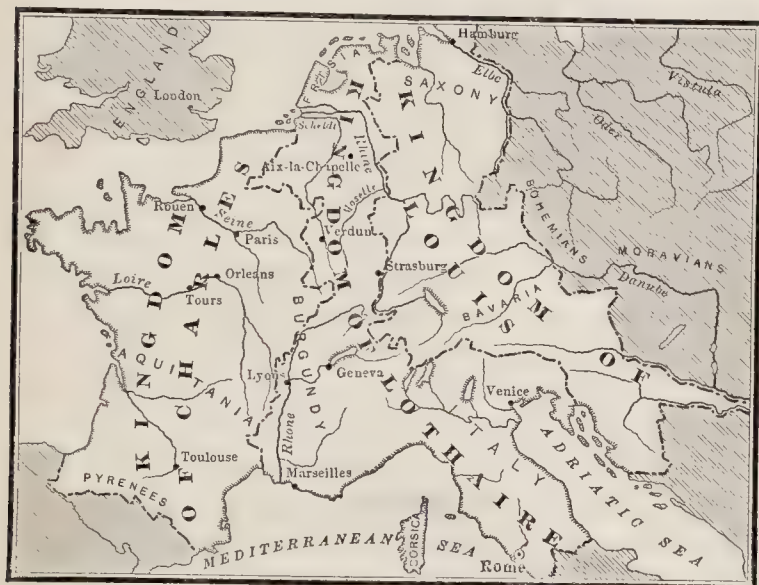 Hamburg
ENGLAND
London
FRISIA
SAXONY
Elbe
Vistula
Oder
Scheldt
Rhine
Aix-la-Chapelle
Moselle
KINGDOM OF CHARLES
KINGDOM OF LOTHAIRE
KINGDOM OF LOUIS
Rouen
Seine
Paris
Verdun
BOHEMIANS
MORAVIANS
Danube
Strasburg
Loire
Orleans
Tours
BURGUNDY
BAVARIA
AQUITANIA
Lyons
Geneva
Venice
ITALY
Rhone
ADRIATIC SEA
Toulouse
Marseilles
PYRENEES
MEDITERRANEAN SEA
CORSICA
Rome